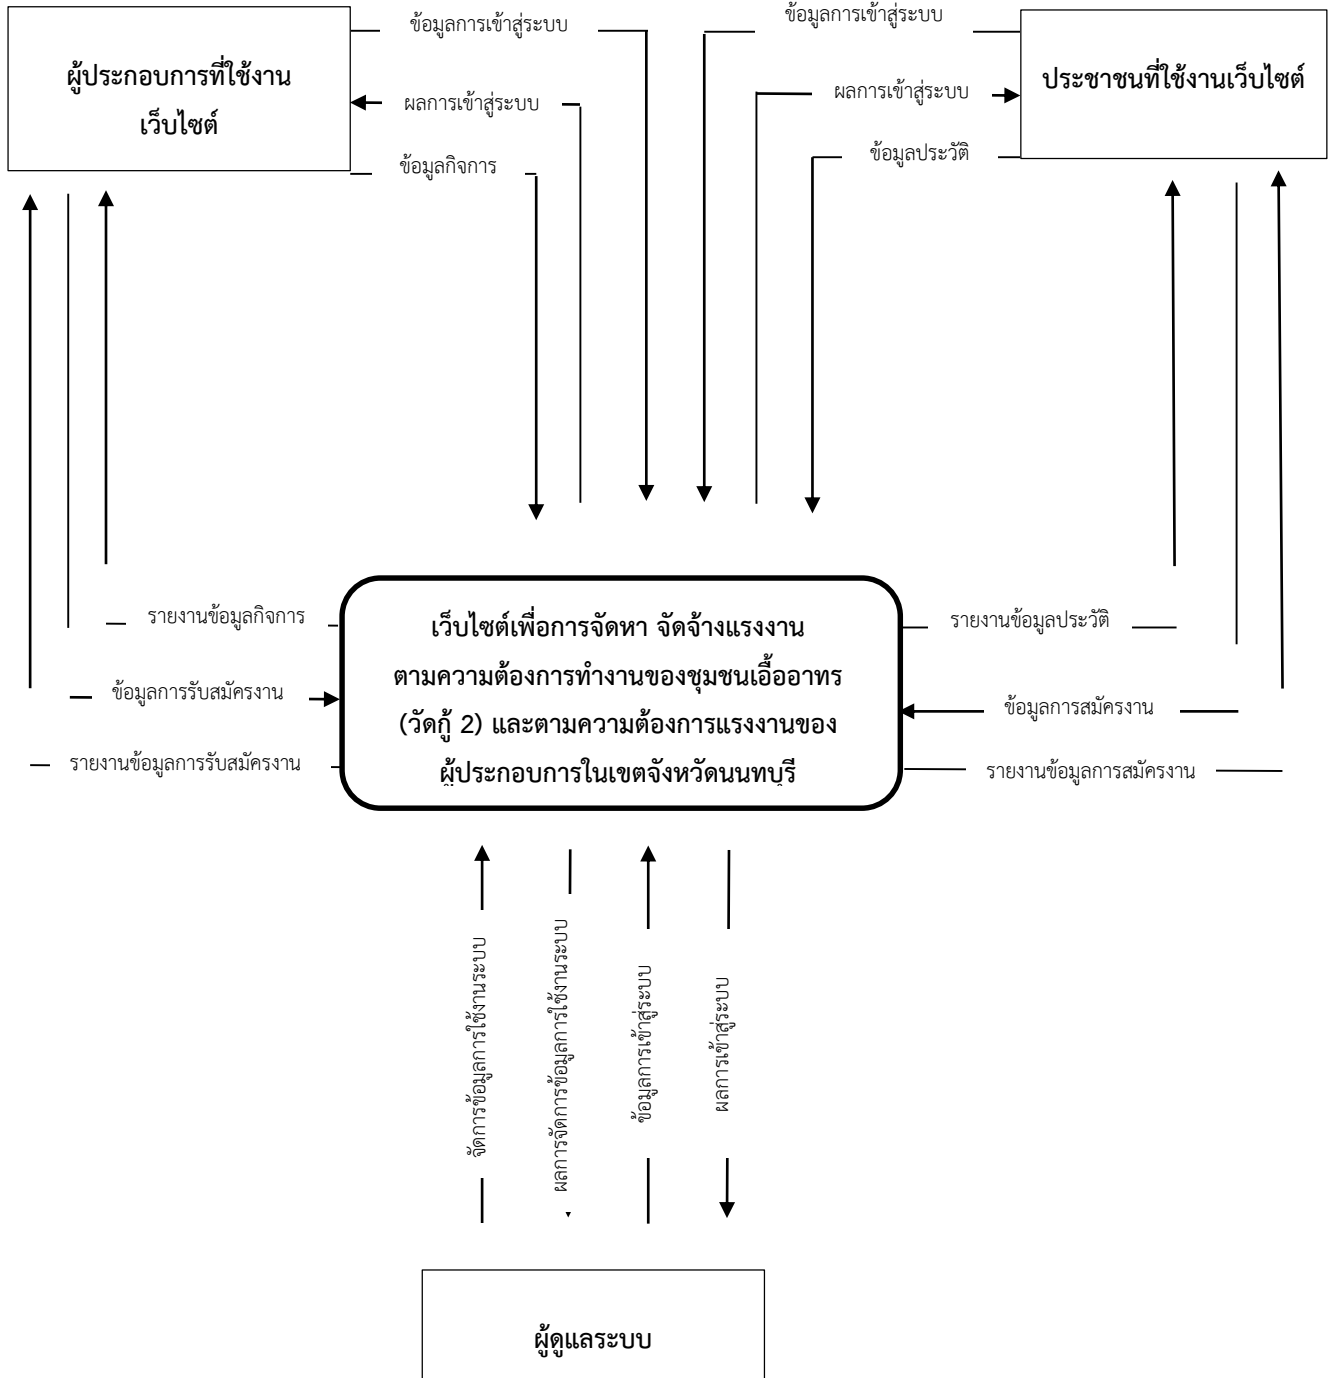 ข้อมูลการเข้าสู่ระบบ
ข้อมูลการเข้าสู่ระบบ
ผู้ประกอบการที่ใช้งาน
เว็บไซต์
ประชาชนที่ใช้งานเว็บไซต์
ผลการเข้าสู่ระบบ
ผลการเข้าสู่ระบบ
ข้อมูลกิจการ
ข้อมูลประวัติ
รายงานข้อมูลกิจการ
ข้อมูลการรับสมัครงาน
รายงานข้อมูลการรับสมัครงาน
เว็บไซต์เพื่อการจัดหา จัดจ้างแรงงาน
ตามความต้องการทำงานของชุมชนเอื้ออาทร
(วัดกู้ 2) และตามความต้องการแรงงานของ
ผู้ประกอบการในเขตจังหวัดนนทบุรี
รายงานข้อมูลประวัติ
ข้อมูลการสมัครงาน
รายงานข้อมูลการสมัครงาน
จัดการข้อมูลการใช้งานระบบ
ผลการจัดการข้อมูลการใช้งานระบบ
ข้อมูลการเข้าสู่ระบบ
ผลการเข้าสู่ระบบ
ผู้ดูแลระบบ